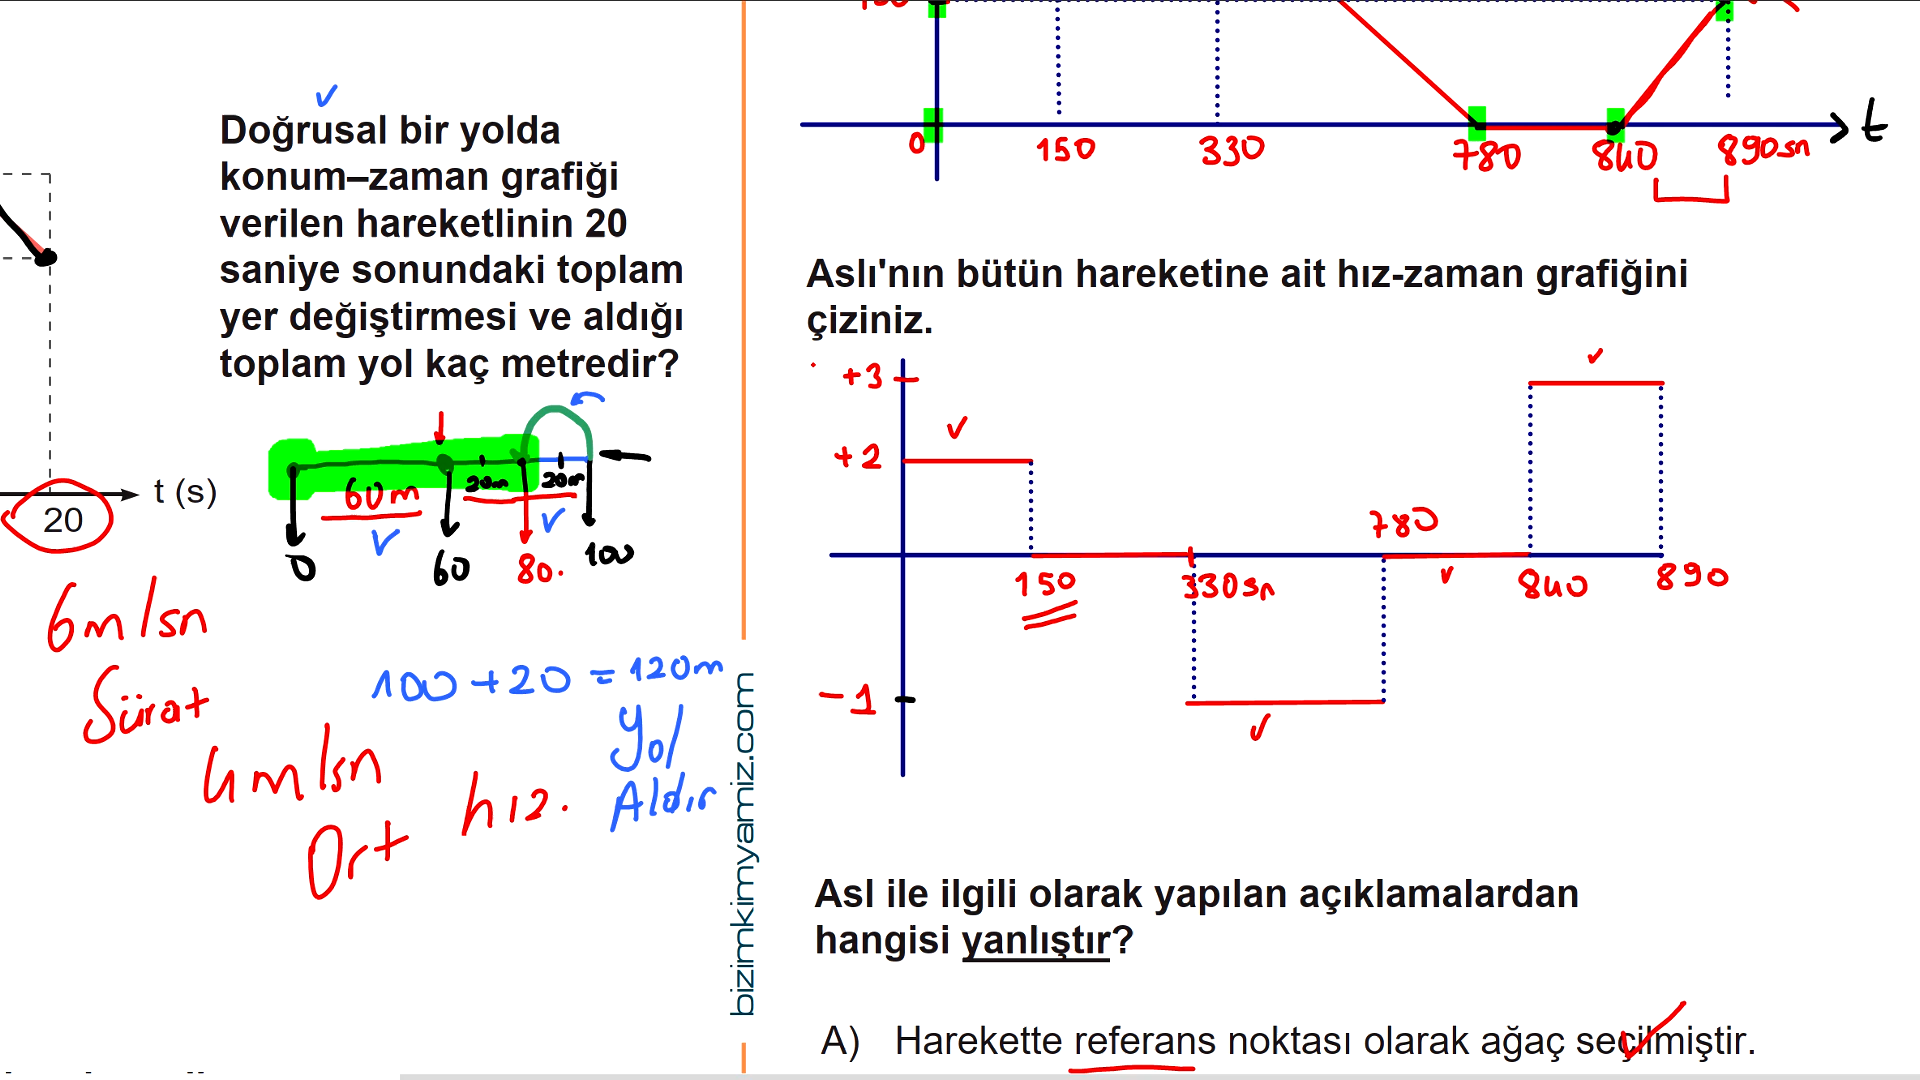 Doğrusal bir yolda
konum–zaman grafiği
verilen hareketlinin 20
saniye sonundaki toplam
yer değiştirmesi ve aldığı
toplam yol kaç metredir?
t (s)
20
60m
20m
20m
0
60
80.
100
6m/sn
Sürat
4m/sn
Ort hız.
100+20=120m
Yol
Aldır
bizimkimyamiz.com
0
150
330
780
840
890sn
t
Aslı'nın bütün hareketine ait hız-zaman grafiğini
çiziniz.
+3
+2
-1
150
330sn
780
840
890
Asl ile ilgili olarak yapılan açıklamalardan
hangisi yanlıştır?
A) Harekette referans noktası olarak ağaç seçilmiştir.